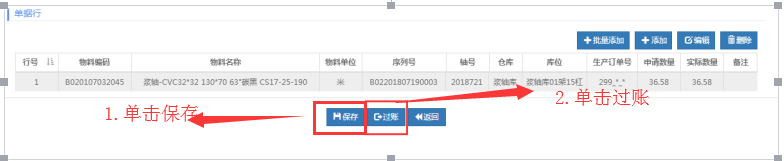 单据行
批量添加 添加 编辑 删除
行号 物料编码 物料名称 物料单位 序列号 轴号 仓库 库位 生产订单号 申请数量 实际数量 备注
1 B020107032045 浆轴-CVC32*32 130*70 63"碳黑 CS17-25-190 米 B02201807190003 2018721 浆轴库 浆轴库01架15杠 299_*_* 36.58 36.58
1.单击保存 2.单击过账
保存 过账 返回